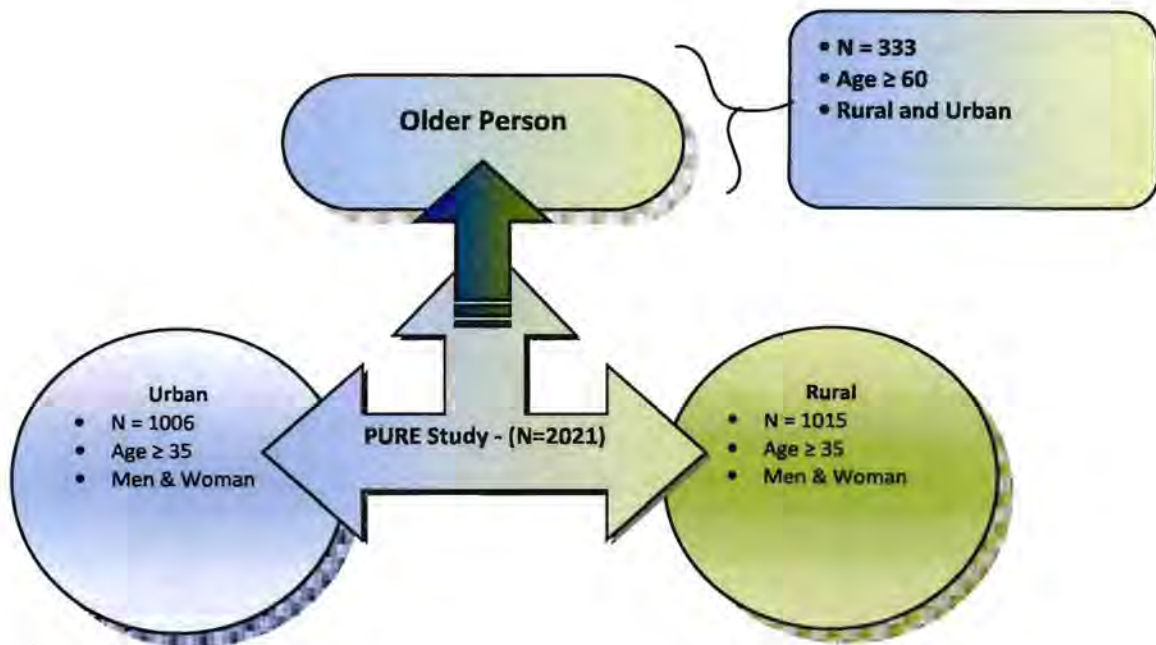 Older Person
• N = 333
• Age ≥ 60
• Rural and Urban
Urban
• N = 1006
• Age ≥ 35
• Men & Woman
PURE Study - (N=2021)
Rural
• N = 1015
• Age ≥ 35
• Men & Woman